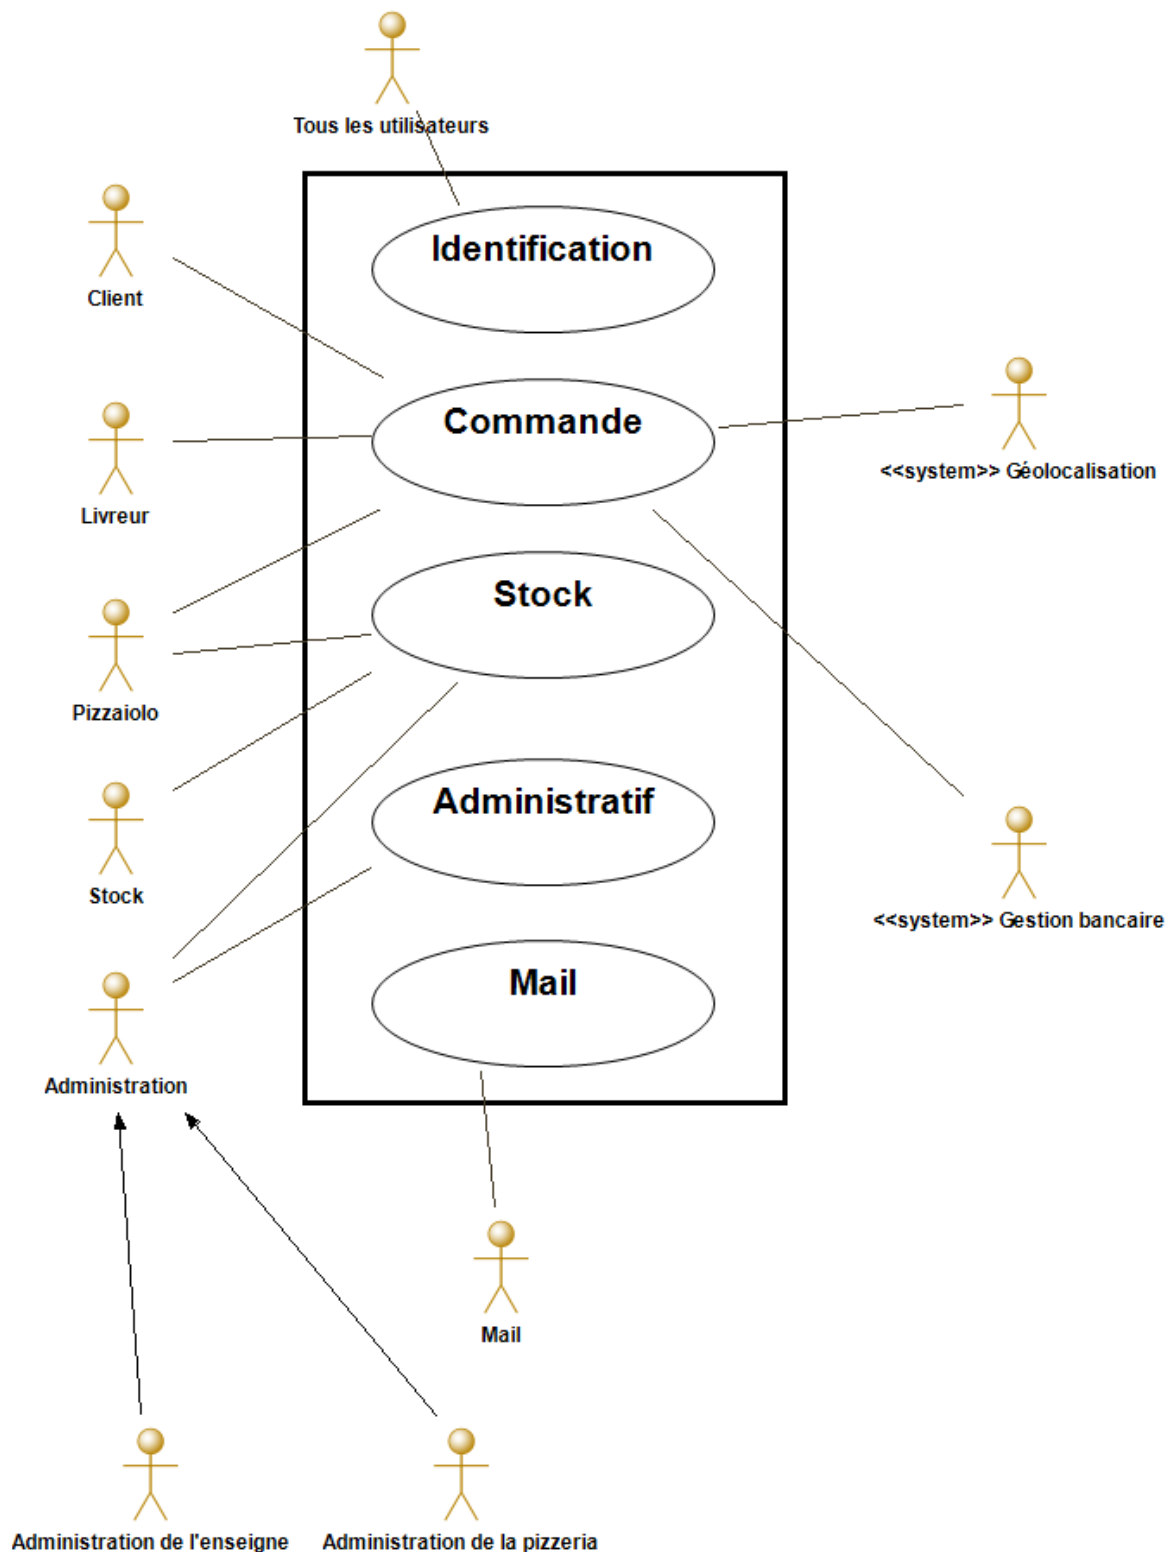 Tous les utilisateurs
Identification
Client
Commande
<<system>> Géolocalisation
Livreur
Stock
Pizzaiolo
Administratif
Stock
<<system>> Gestion bancaire
Mail
Administration
Mail
Administration de l'enseigne
Administration de la pizzeria